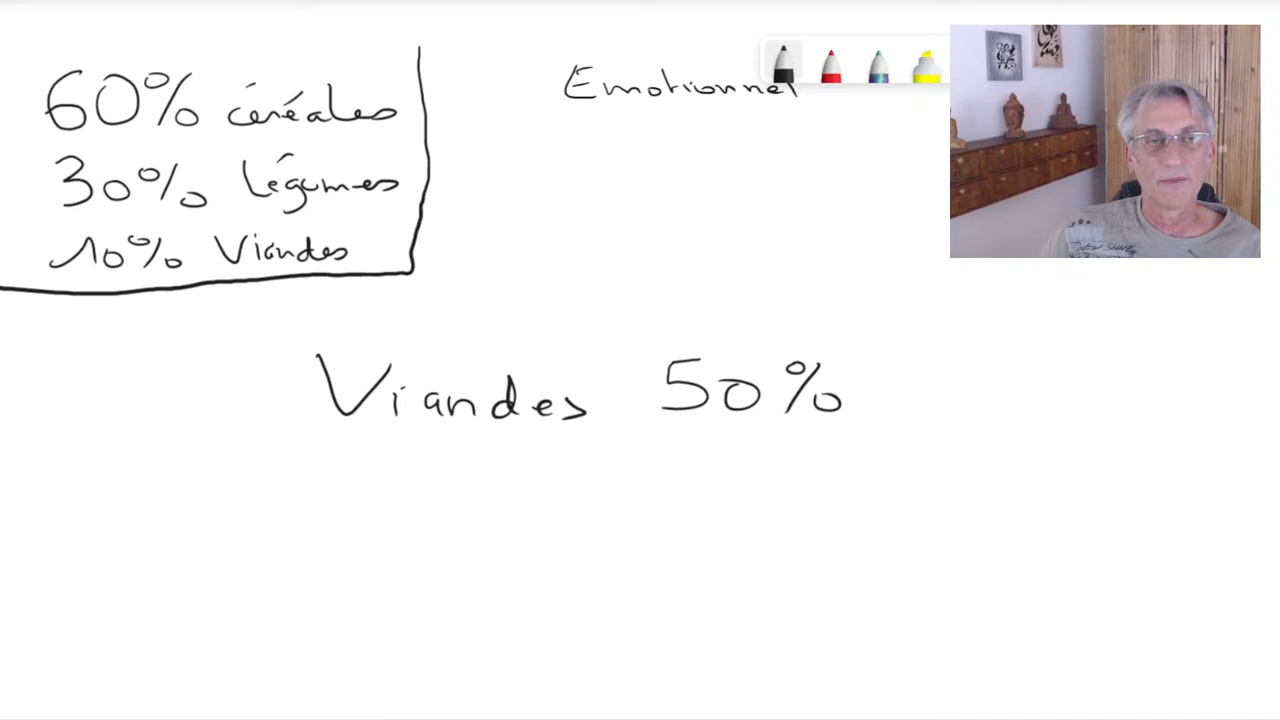 60% céréales
30% Légumes
10% Viandes
Emotionnel
Viandes 50%